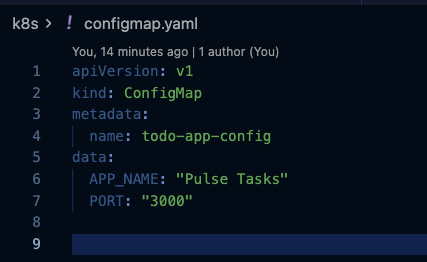 k8s > ! configmap.yaml
You, 14 minutes ago | 1 author (You)
1 apiVersion: v1
2 kind: ConfigMap
3 metadata:
4   name: todo-app-config
5 data:
6   APP_NAME: "Pulse Tasks"
7   PORT: "3000"
8
9